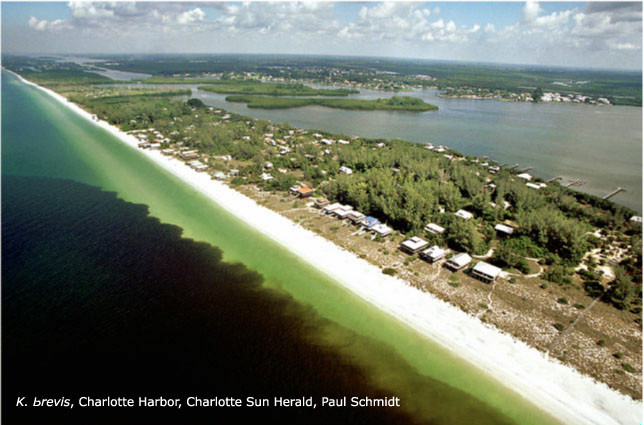 K. brevis, Charlotte Harbor, Charlotte Sun Herald, Paul Schmidt